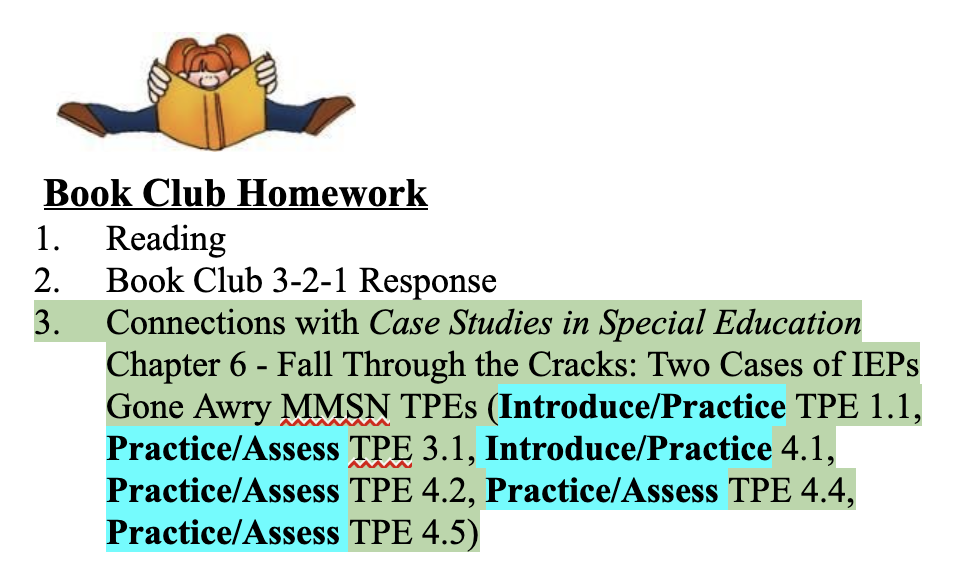 Book Club Homework
1. Reading
2. Book Club 3-2-1 Response
3. Connections with Case Studies in Special Education
Chapter 6 - Fall Through the Cracks: Two Cases of IEPs
Gone Awry MMSN TPEs (Introduce/Practice TPE 1.1,
Practice/Assess TPE 3.1, Introduce/Practice 4.1,
Practice/Assess TPE 4.2, Practice/Assess TPE 4.4,
Practice/Assess TPE 4.5)